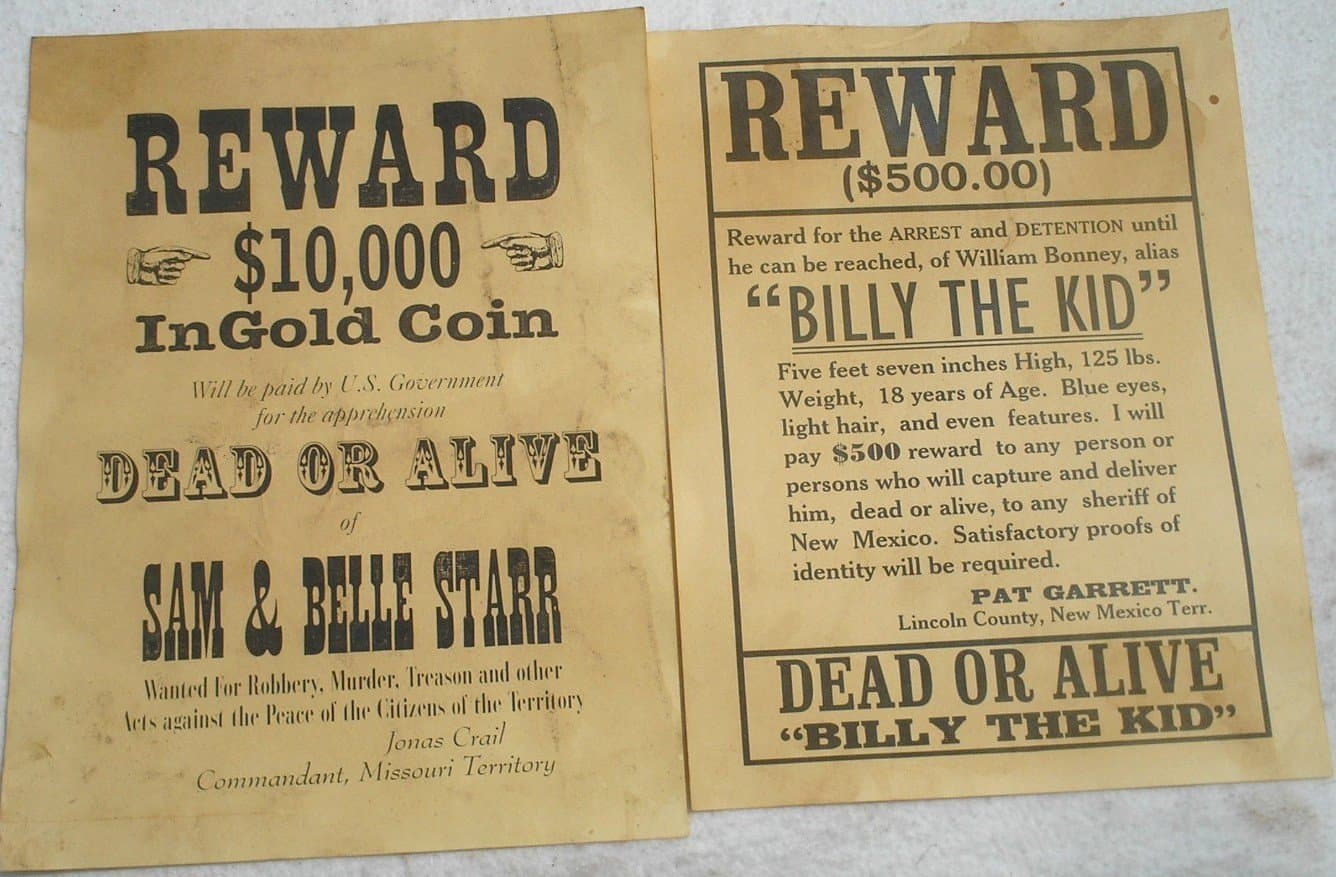 REWARD
$10,000
InGold Coin
Will be paid by U.S. Government
for the apprehension
DEAD OR ALIVE
of
SAM & BELLE STARR
Wanted For Robbery, Murder, Treason and other
Acts against the Peace of the Citizens of the Territory
Jonas Crail
Commandant, Missouri Territory
REWARD
($500.00)
Reward for the ARREST and DETENTION until
he can be reached, of William Bonney, alias
“BILLY THE KID”
Five feet seven inches High, 125 lbs.
Weight, 18 years of Age. Blue eyes,
light hair, and even features. I will
pay $500 reward to any person or
persons who will capture and deliver
him, dead or alive, to any sheriff of
New Mexico. Satisfactory proofs of
identity will be required.
PAT GARRETT.
Lincoln County, New Mexico Terr.
DEAD OR ALIVE
“BILLY THE KID”